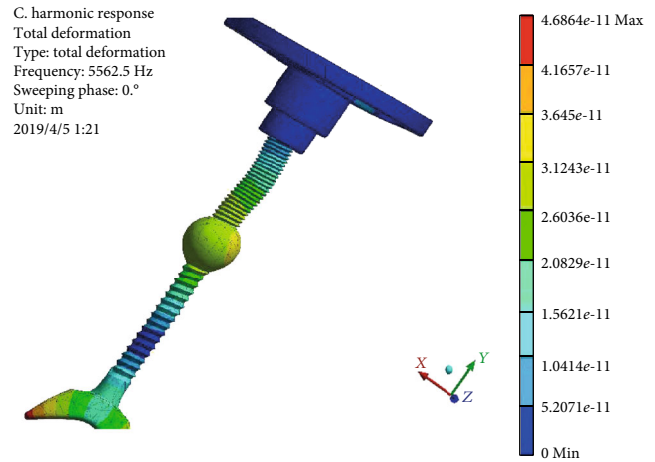 C. harmonic response
Total deformation
Type: total deformation
Frequency: 5562.5 Hz
Sweeping phase: 0.°
Unit: m
2019/4/5 1:21
4.6864e-11 Max
4.1657e-11
3.645e-11
3.1243e-11
2.6036e-11
2.0829e-11
1.5621e-11
1.0414e-11
5.2071e-11
0 Min
X
Y
Z